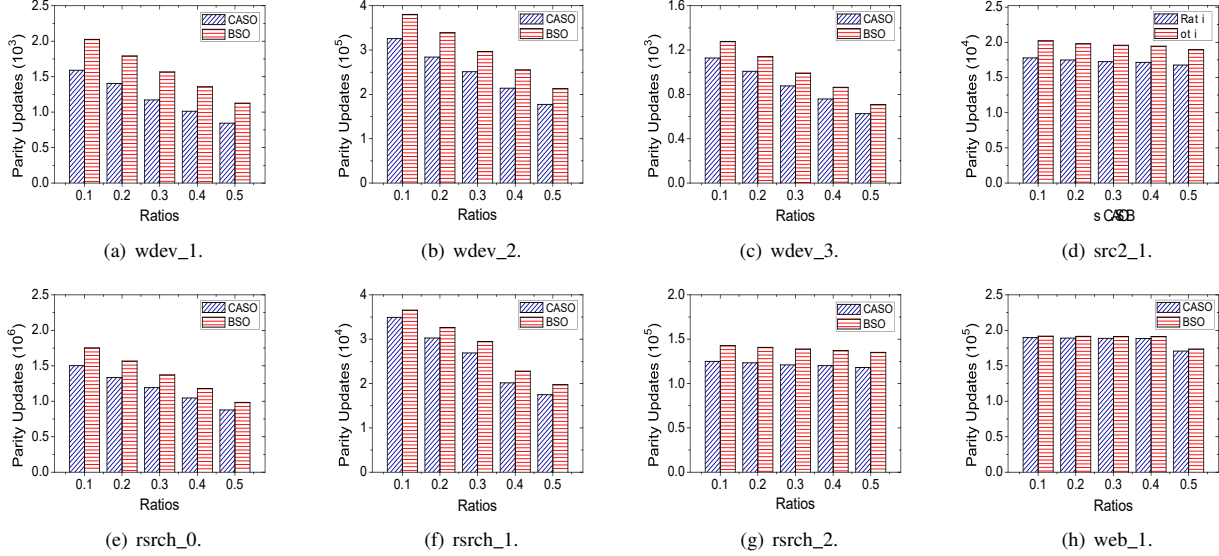 CASO
BSO
Parity Updates (10³)
2.5
2.0
1.5
1.0
0.5
0.0
0.1 0.2 0.3 0.4 0.5
Ratios
(a) wdev_1.
CASO
BSO
Parity Updates (10⁵)
4
3
2
1
0
0.1 0.2 0.3 0.4 0.5
Ratios
(b) wdev_2.
CASO
BSO
Parity Updates (10³)
1.6
1.2
0.8
0.4
0.0
0.1 0.2 0.3 0.4 0.5
Ratios
(c) wdev_3.
Rat i
ot i
Parity Updates (10⁴)
2.5
2.0
1.5
1.0
0.5
0.0
0.1 0.2 0.3 0.4 0.5
(d) src2_1.
CASO
BSO
Parity Updates (10⁶)
2.5
2.0
1.5
1.0
0.5
0.0
0.1 0.2 0.3 0.4 0.5
Ratios
(e) rsrch_0.
CASO
BSO
Parity Updates (10⁴)
4
3
2
1
0
0.1 0.2 0.3 0.4 0.5
Ratios
(f) rsrch_1.
CASO
BSO
Parity Updates (10⁵)
2.0
1.5
1.0
0.5
0.0
0.1 0.2 0.3 0.4 0.5
Ratios
(g) rsrch_2.
CASO
BSO
Parity Updates (10⁵)
2.5
2.0
1.5
1.0
0.5
0.0
0.1 0.2 0.3 0.4 0.5
Ratios
(h) web_1.